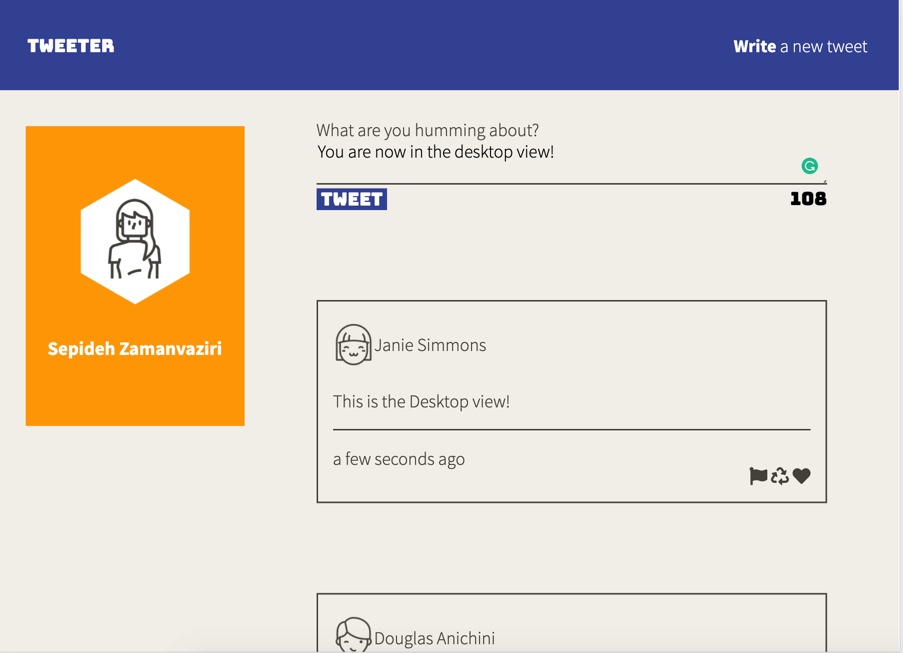 TWEETER
Write a new tweet
Sepideh Zamanvaziri
What are you humming about?
You are now in the desktop view!
TWEET
108
Janie Simmons
This is the Desktop view!
a few seconds ago
Douglas Anichini